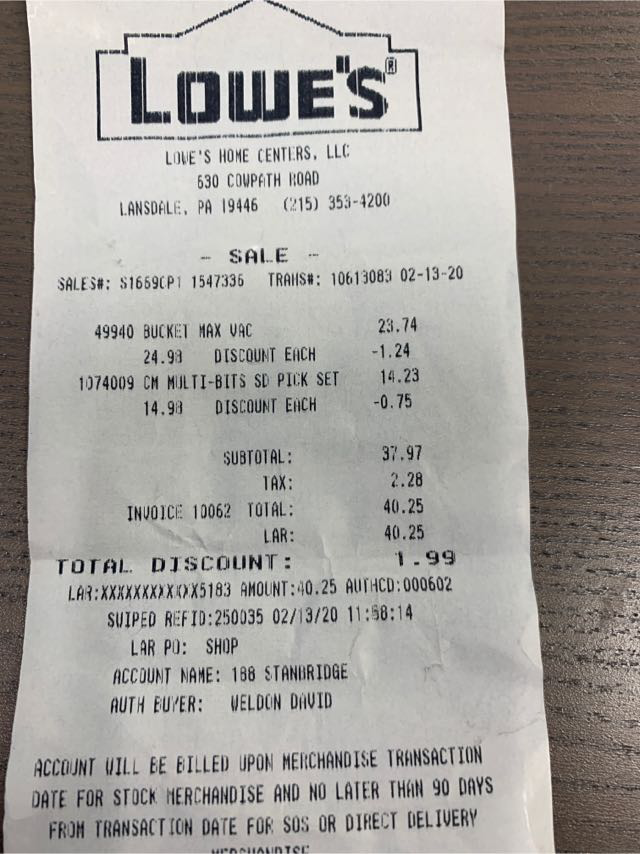 LOWE'S®
LOWE'S HOME CENTERS, LLC
630 COWPATH ROAD
LANSDALE, PA 19446 (215) 353-4200
- SALE -
SALES#: S1669CP1 1547336 TRANS#: 10613083 02-13-20
49940 BUCKET MAX VAC 23.74
24.98 DISCOUNT EACH -1.24
1074009 CM MULTI-BITS SD PICK SET 14.23
14.98 DISCOUNT EACH -0.75
SUBTOTAL: 37.97
TAX: 2.28
INVOICE 10062 TOTAL: 40.25
LAR: 40.25
TOTAL DISCOUNT: 1.99
LAR:XXXXXXXXXXXX5183 AMOUNT:40.25 AUTHCD:000602
SWIPED REFID:250035 02/13/20 11:58:14
LAR PO: SHOP
ACCOUNT NAME: 188 STANBRIDGE
AUTH BUYER: WELDON DAVID
ACCOUNT WILL BE BILLED UPON MERCHANDISE TRANSACTION
DATE FOR STOCK MERCHANDISE AND NO LATER THAN 90 DAYS
FROM TRANSACTION DATE FOR SOS OR DIRECT DELIVERY
MERCHANDISE